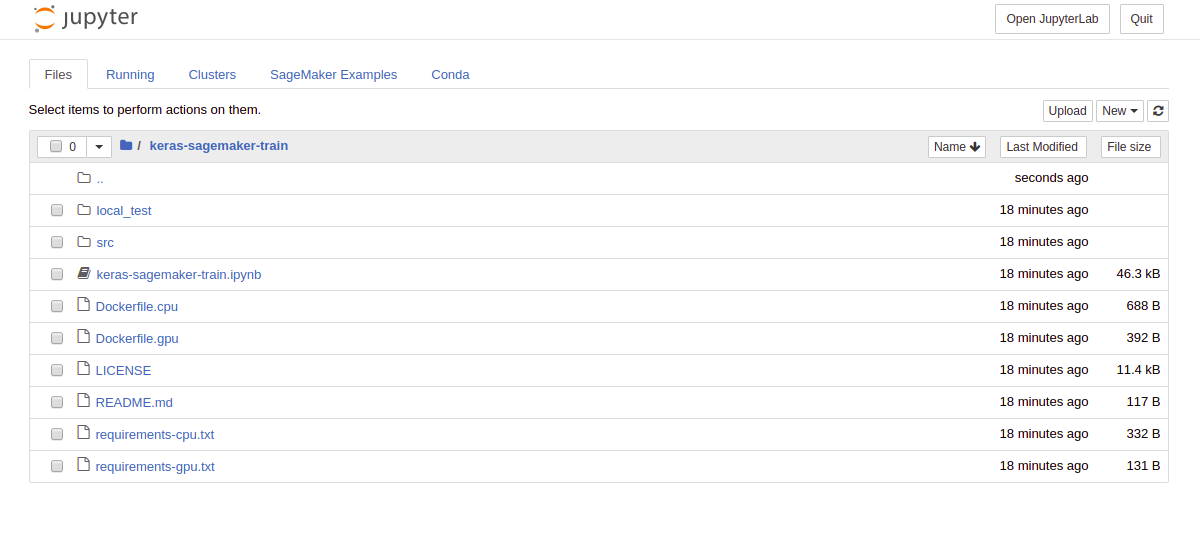 jupyter Open JupyterLab Quit
Files Running Clusters SageMaker Examples Conda
Select items to perform actions on them. Upload New
0 / keras-sagemaker-train Name Last Modified File size
.. seconds ago
local_test 18 minutes ago
src 18 minutes ago
keras-sagemaker-train.ipynb 18 minutes ago 46.3 kB
Dockerfile.cpu 18 minutes ago 688 B
Dockerfile.gpu 18 minutes ago 392 B
LICENSE 18 minutes ago 11.4 kB
README.md 18 minutes ago 117 B
requirements-cpu.txt 18 minutes ago 332 B
requirements-gpu.txt 18 minutes ago 131 B